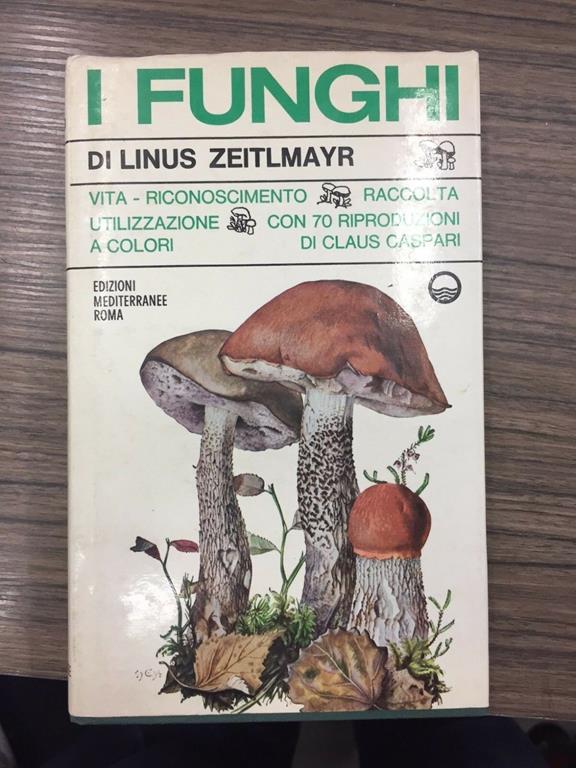 I FUNGHI
DI LINUS ZEITLMAYR
VITA - RICONOSCIMENTO RACCOLTA
UTILIZZAZIONE CON 70 RIPRODUZIONI
A COLORI DI CLAUS CASPARI
EDIZIONI
MEDITERRANEE
ROMA